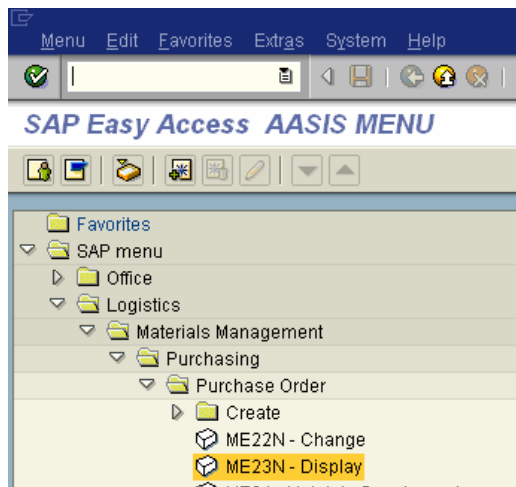 Menu Edit Favorites Extras System Help
SAP Easy Access AASIS MENU
Favorites
SAP menu
Office
Logistics
Materials Management
Purchasing
Purchase Order
Create
ME22N - Change
ME23N - Display